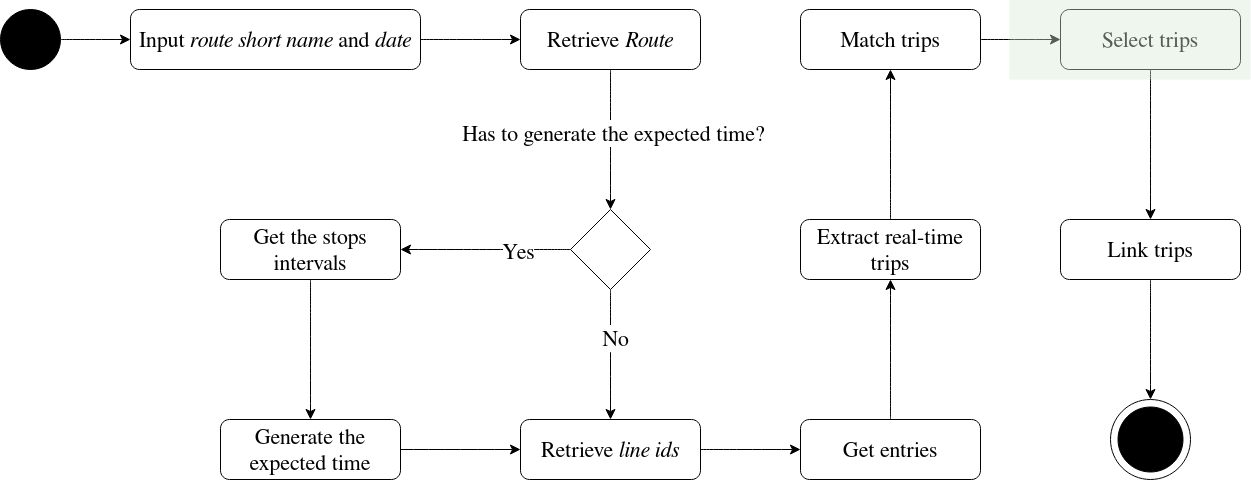 Input route short name and date
Retrieve Route
Match trips
Select trips
Has to generate the expected time?
Get the stops
intervals
Yes
Extract real-time
trips
Link trips
No
Generate the
expected time
Retrieve line ids
Get entries